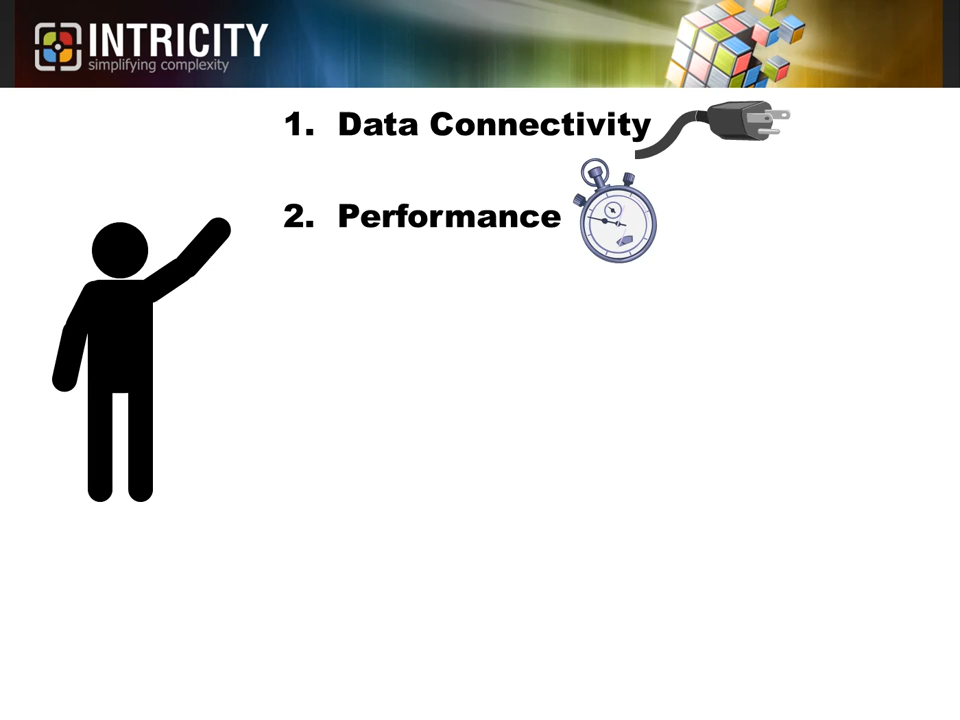 INTRICITY
simplifying complexity
1. Data Connectivity
2. Performance